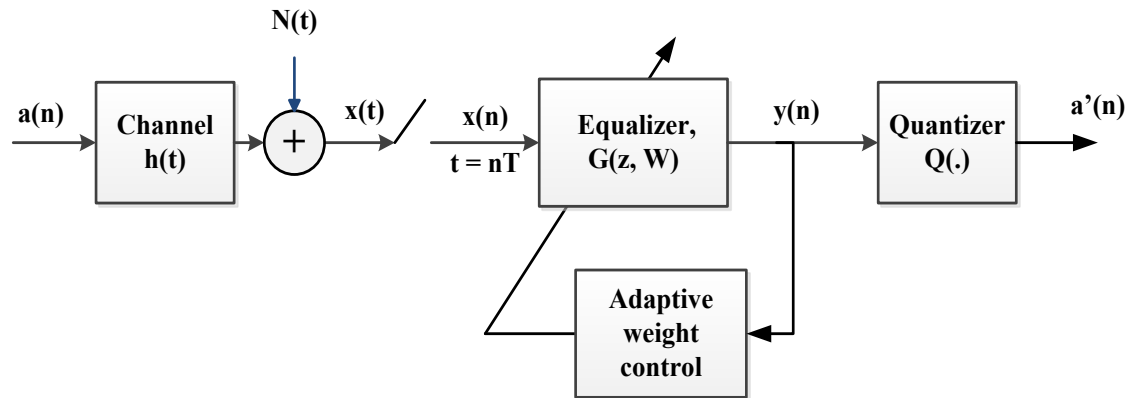 N(t)
a(n)
Channel
h(t)
+
x(t)
x(n)
t = nT
Equalizer,
G(z, W)
y(n)
Quantizer
Q(.)
a’(n)
Adaptive
weight
control